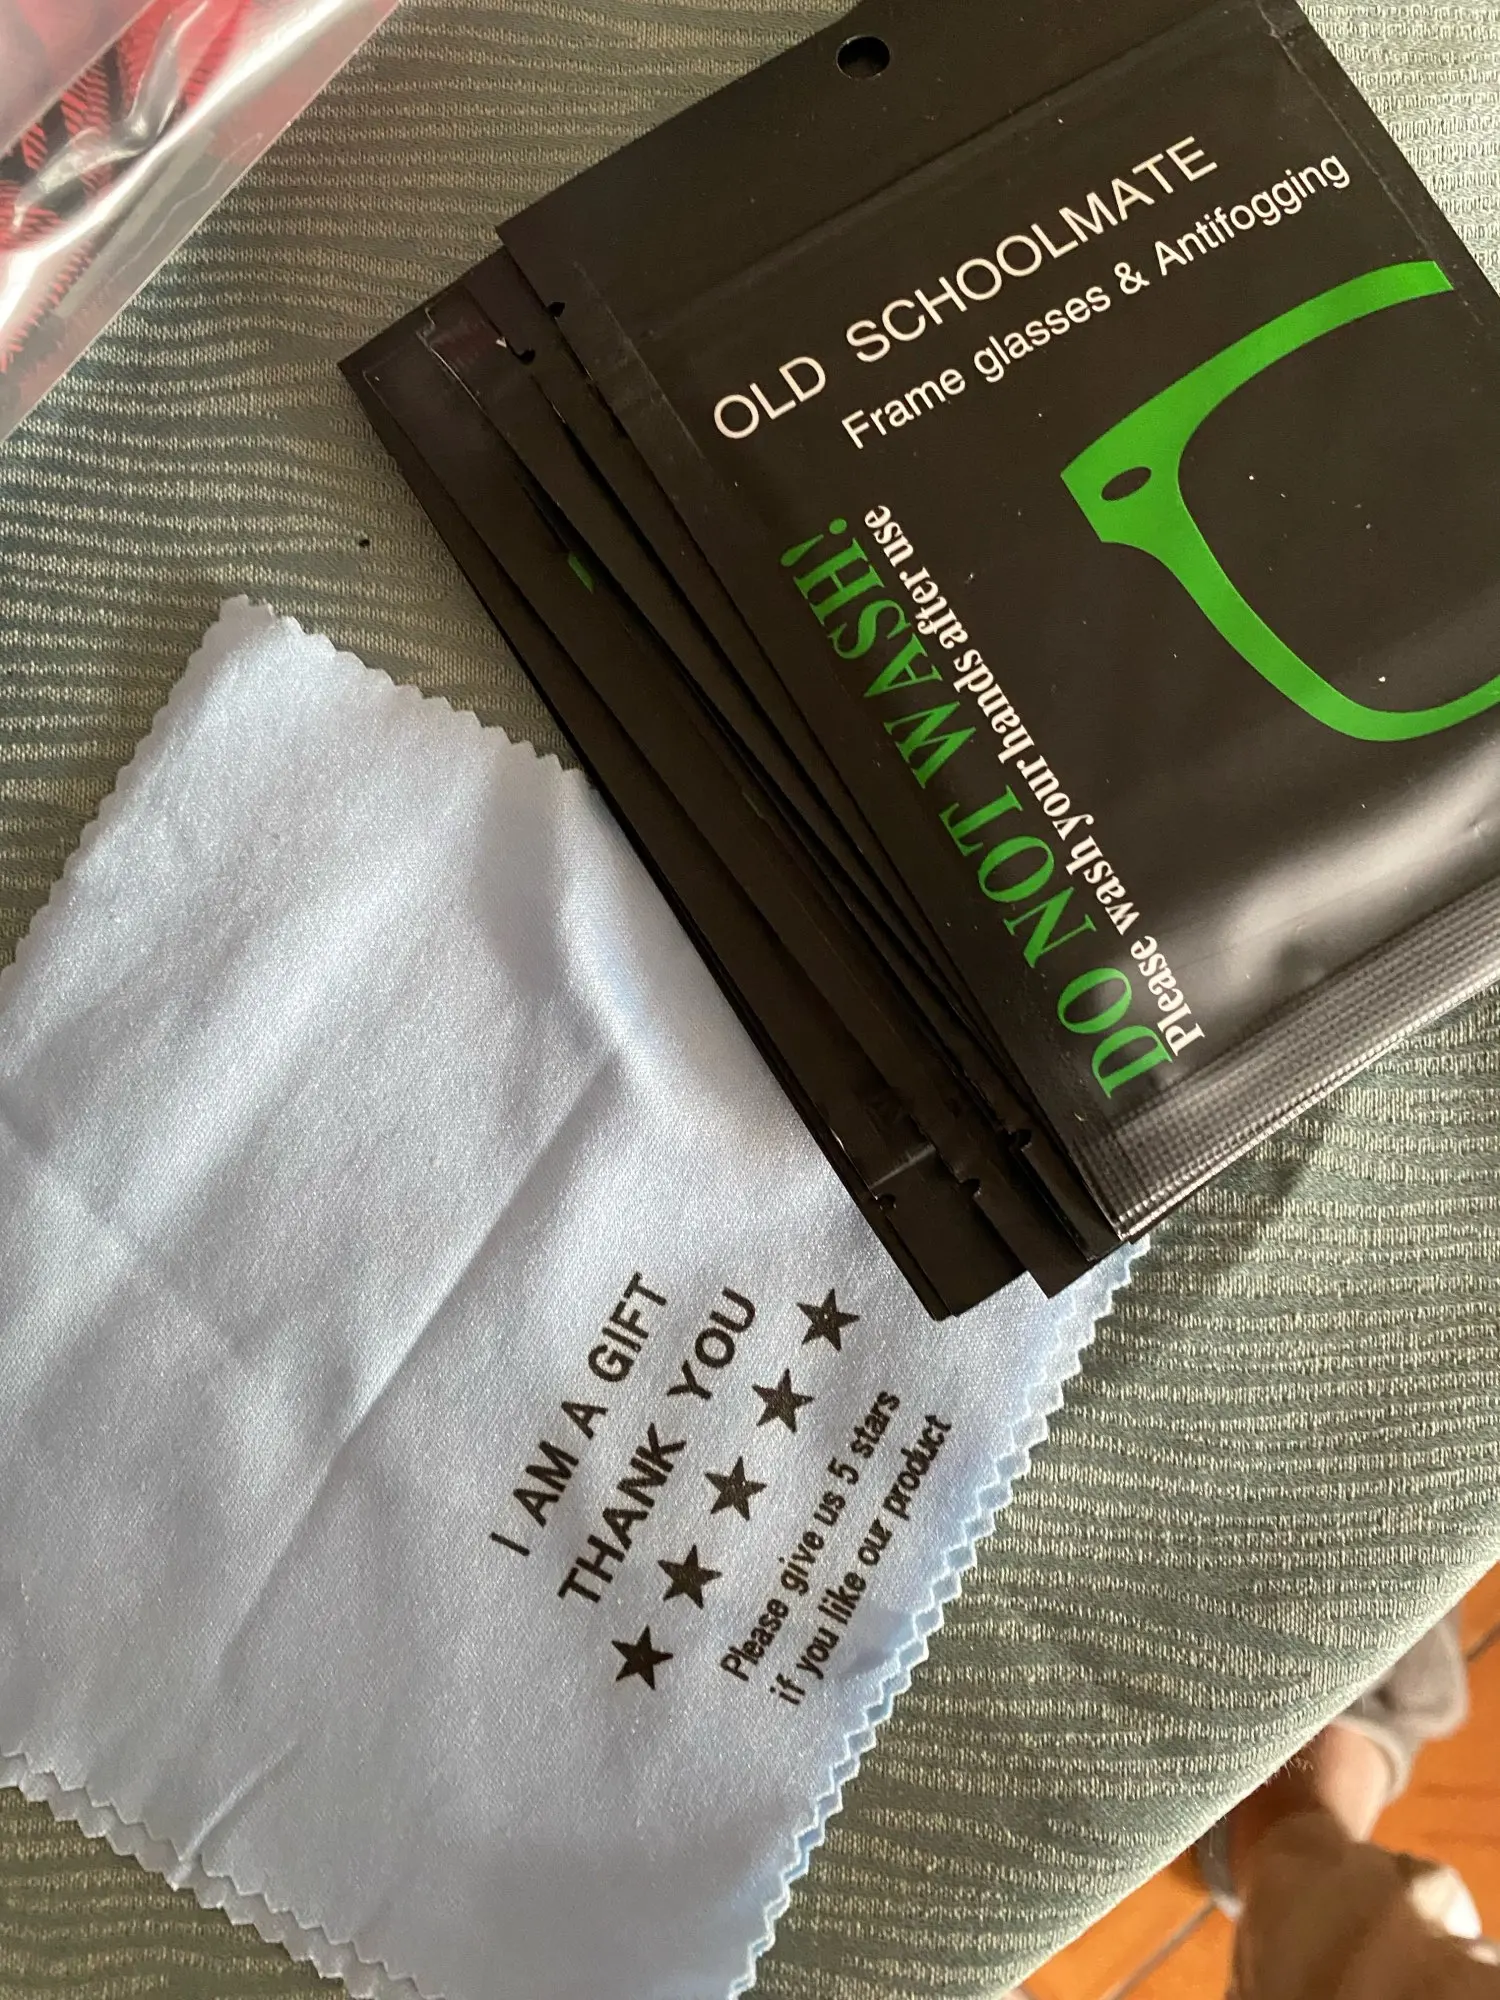 OLD SCHOOLMATE
Frame glasses & Antifogging
DO NOT WASH!
Please wash your hands after use
I AM A GIFT
THANK YOU
★ ★ ★ ★ ★
Please give us 5 stars
if you like our product